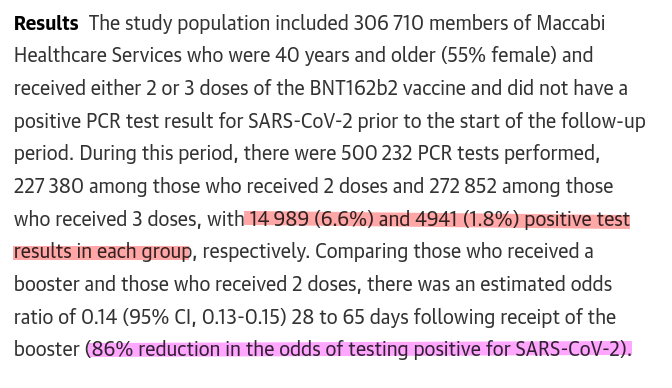 Results The study population included 306 710 members of Maccabi
Healthcare Services who were 40 years and older (55% female) and
received either 2 or 3 doses of the BNT162b2 vaccine and did not have a
positive PCR test result for SARS-CoV-2 prior to the start of the follow-up
period. During this period, there were 500 232 PCR tests performed,
227 380 among those who received 2 doses and 272 852 among those
who received 3 doses, with 14 989 (6.6%) and 4941 (1.8%) positive test
results in each group, respectively. Comparing those who received a
booster and those who received 2 doses, there was an estimated odds
ratio of 0.14 (95% CI, 0.13-0.15) 28 to 65 days following receipt of the
booster (86% reduction in the odds of testing positive for SARS-CoV-2).